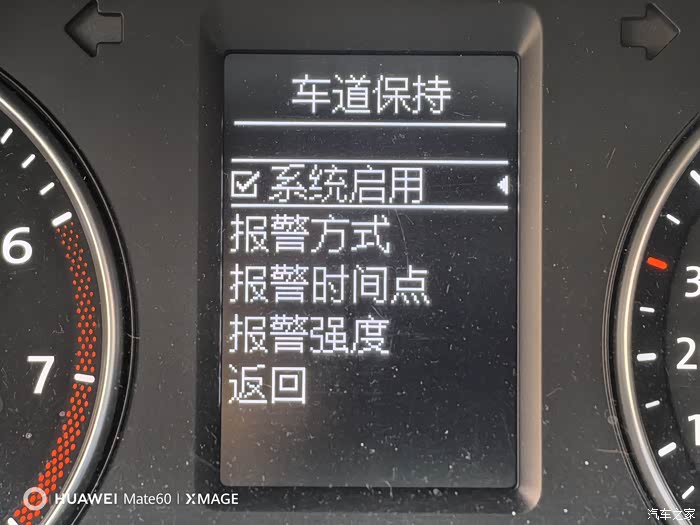 车道保持
系统启用
报警方式
报警时间点
报警强度
返回
6
7
3
2
1
HUAWEI Mate60 | XMAGE
汽车之家